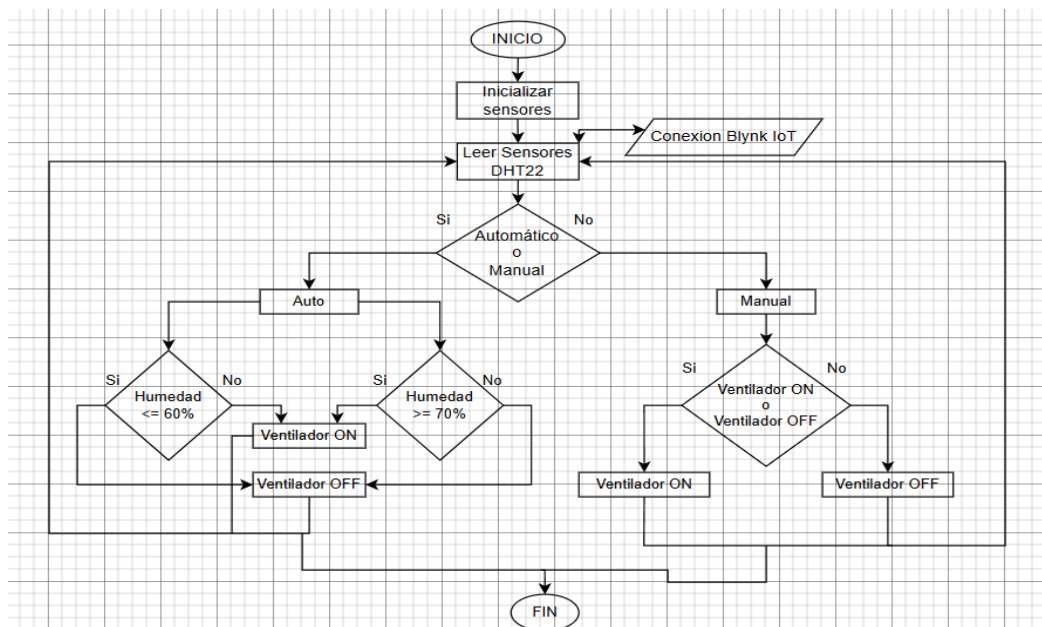 INICIO
Inicializar
sensores
Conexion Blynk IoT
Leer Sensores
DHT22
Si
No
Automático
o
Manual
Auto
Manual
Si
No
Humedad
<= 60%
Si
No
Humedad
>= 70%
Si
No
Ventilador ON
o
Ventilador OFF
Ventilador ON
Ventilador OFF
Ventilador ON
Ventilador OFF
FIN